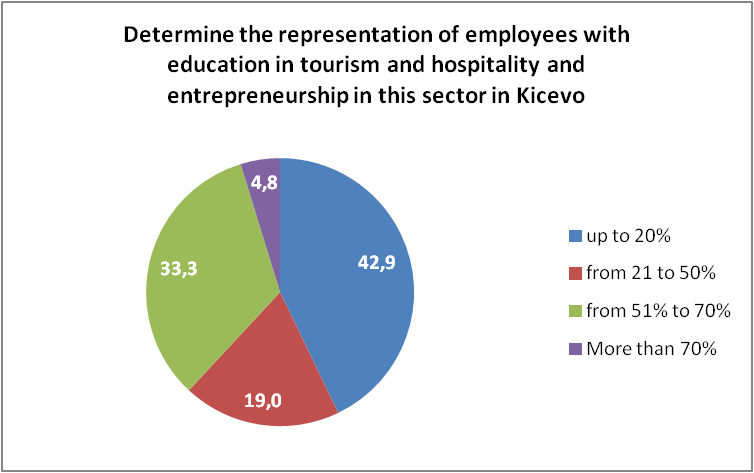 Determine the representation of employees with
education in tourism and hospitality and
entrepreneurship in this sector in Kicevo
4,8
42,9
33,3
19,0
up to 20%
from 21 to 50%
from 51% to 70%
More than 70%